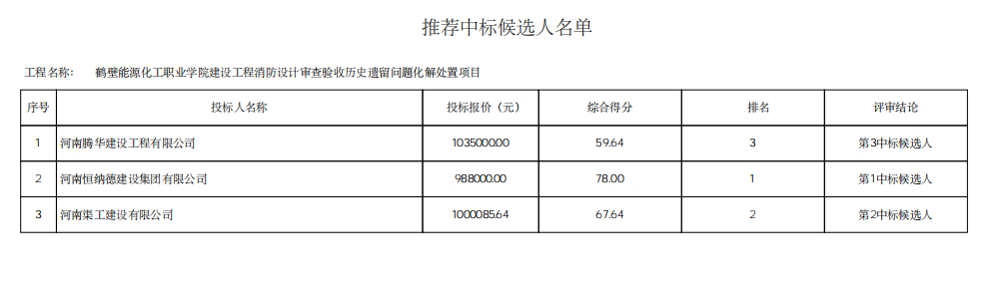 推荐中标候选人名单
工程名称： 鹤壁能源化工职业学院建设工程消防设计审查验收历史遗留问题化解处置项目
序号 投标人名称 投标报价（元） 综合得分 排名 评审结论
1 河南腾华建设工程有限公司 1035000.00 59.64 3 第3中标候选人
2 河南恒纳德建设集团有限公司 988000.00 78.00 1 第1中标候选人
3 河南渠工建设有限公司 1000085.64 67.64 2 第2中标候选人